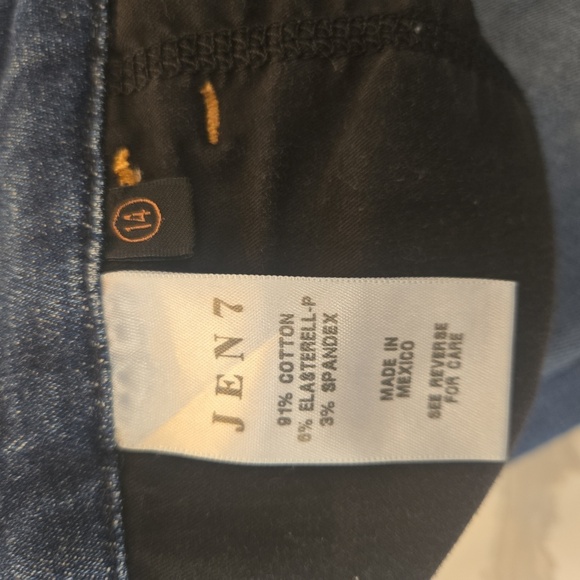 14
JEN7
91% COTTON
6% ELASTERELL-P
3% SPANDEX
MADE IN
MEXICO
SEE REVERSE
FOR CARE